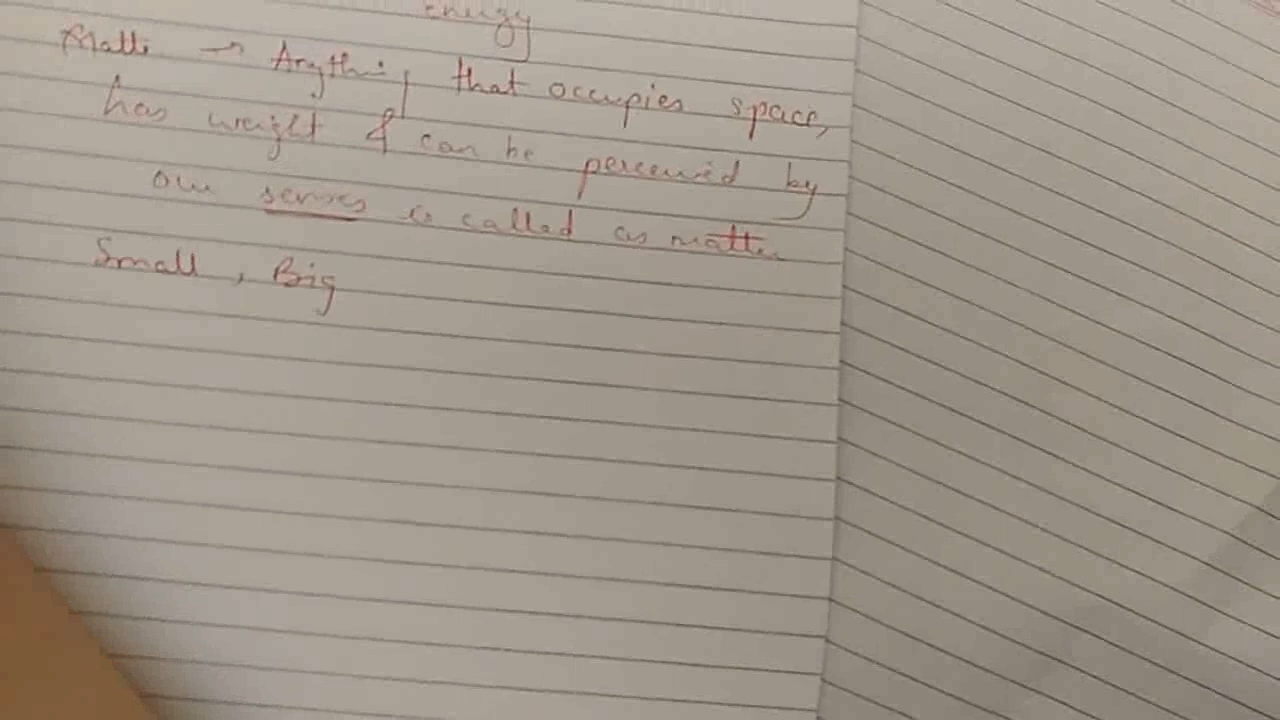 Energy
Matter → Anything that occupies space,
has weight & can be perceived by
our senses is called as matter
Small, Big